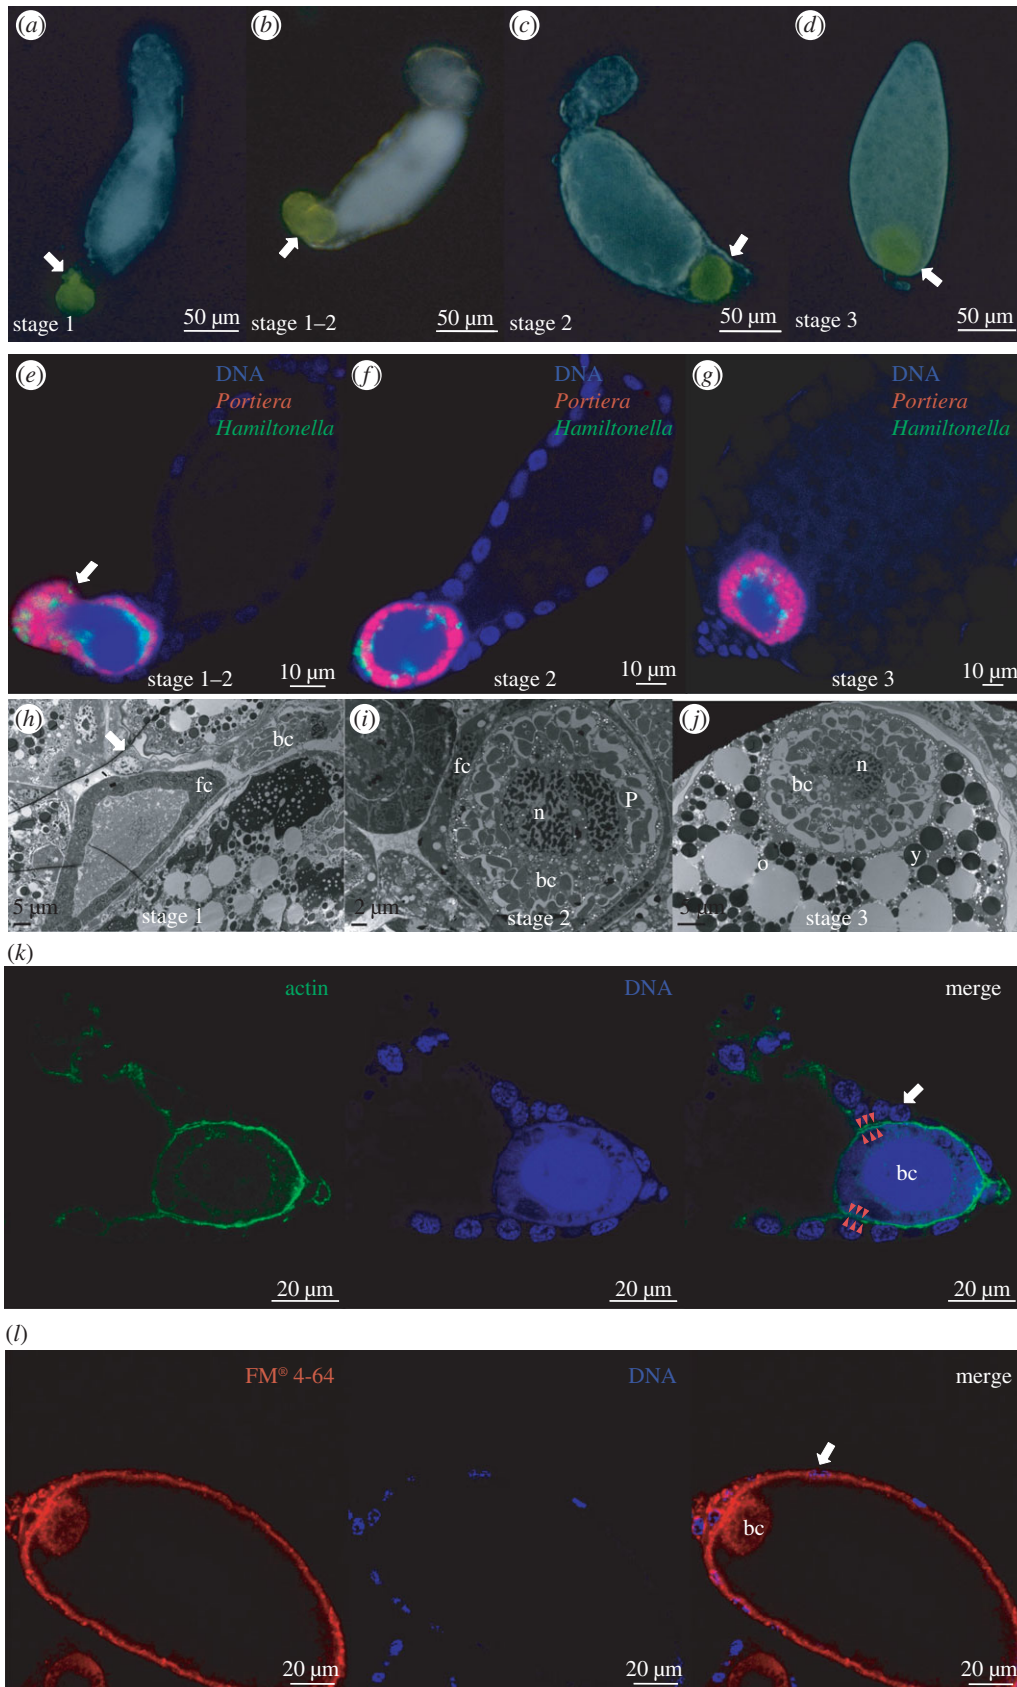 (a)
(b)
(c)
(d)
stage 1
50 µm
stage 1–2
50 µm
stage 2
50 µm
stage 3
50 µm
(e)
DNA
Portiera
Hamiltonella
(f)
DNA
Portiera
Hamiltonella
(g)
DNA
Portiera
Hamiltonella
stage 1–2
10 µm
stage 2
10 µm
stage 3
10 µm
(h)
bc
fc
5 µm
stage 1
(i)
fc
n
P
bc
2 µm
stage 2
(j)
n
bc
o
y
5 µm
stage 3
(k)
actin
DNA
merge
bc
20 µm
20 µm
20 µm
(l)
FM® 4-64
DNA
merge
bc
20 µm
20 µm
20 µm